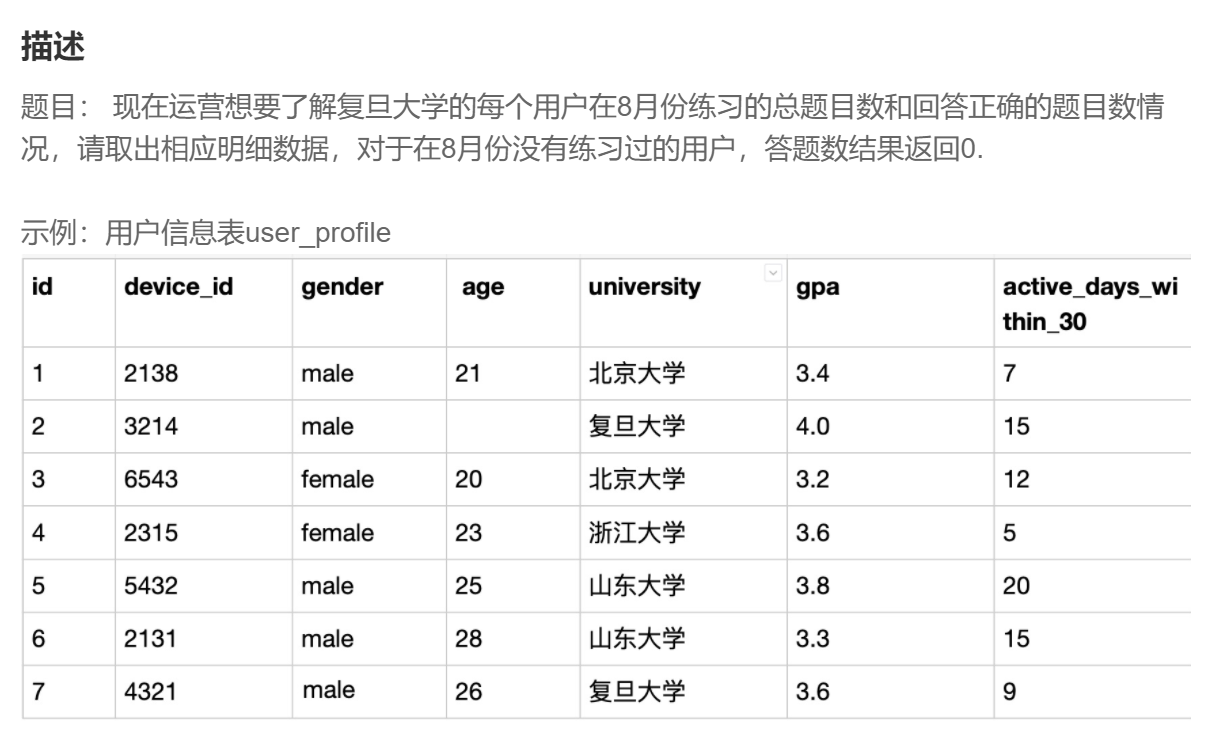 描述
题目： 现在运营想要了解复旦大学的每个用户在8月份练习的总题目数和回答正确的题目数情
况，请取出相应明细数据，对于在8月份没有练习过的用户，答题数结果返回0.
示例：用户信息表user_profile
id device_id gender age university gpa active_days_wi
thin_30
1 2138 male 21 北京大学 3.4 7
2 3214 male 复旦大学 4.0 15
3 6543 female 20 北京大学 3.2 12
4 2315 female 23 浙江大学 3.6 5
5 5432 male 25 山东大学 3.8 20
6 2131 male 28 山东大学 3.3 15
7 4321 male 26 复旦大学 3.6 9